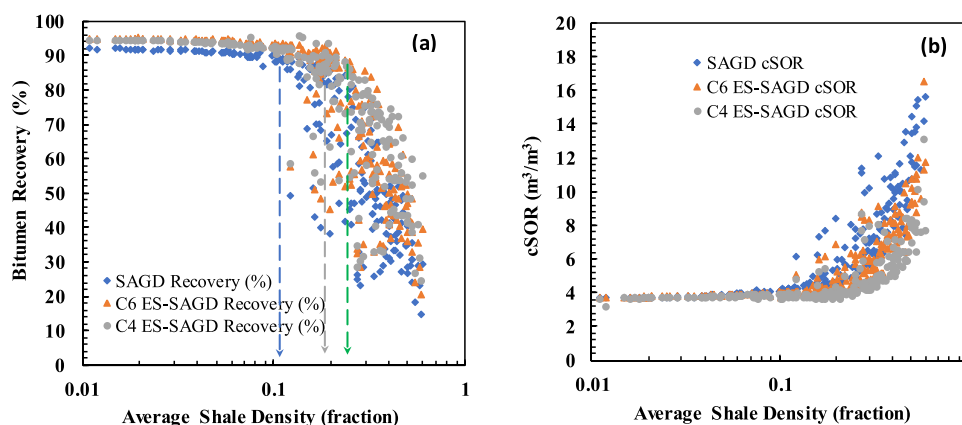 (a)
Bitumen Recovery (%)
100
90
80
70
60
50
40
30
20
10
0
SAGD Recovery (%)
C6 ES-SAGD Recovery (%)
C4 ES-SAGD Recovery (%)
0.01 0.1 1
Average Shale Density (fraction)
(b)
cSOR (m³/m³)
20
18
16
14
12
10
8
6
4
2
0
SAGD cSOR
C6 ES-SAGD cSOR
C4 ES-SAGD cSOR
0.01 0.1
Average Shale Density (fraction)